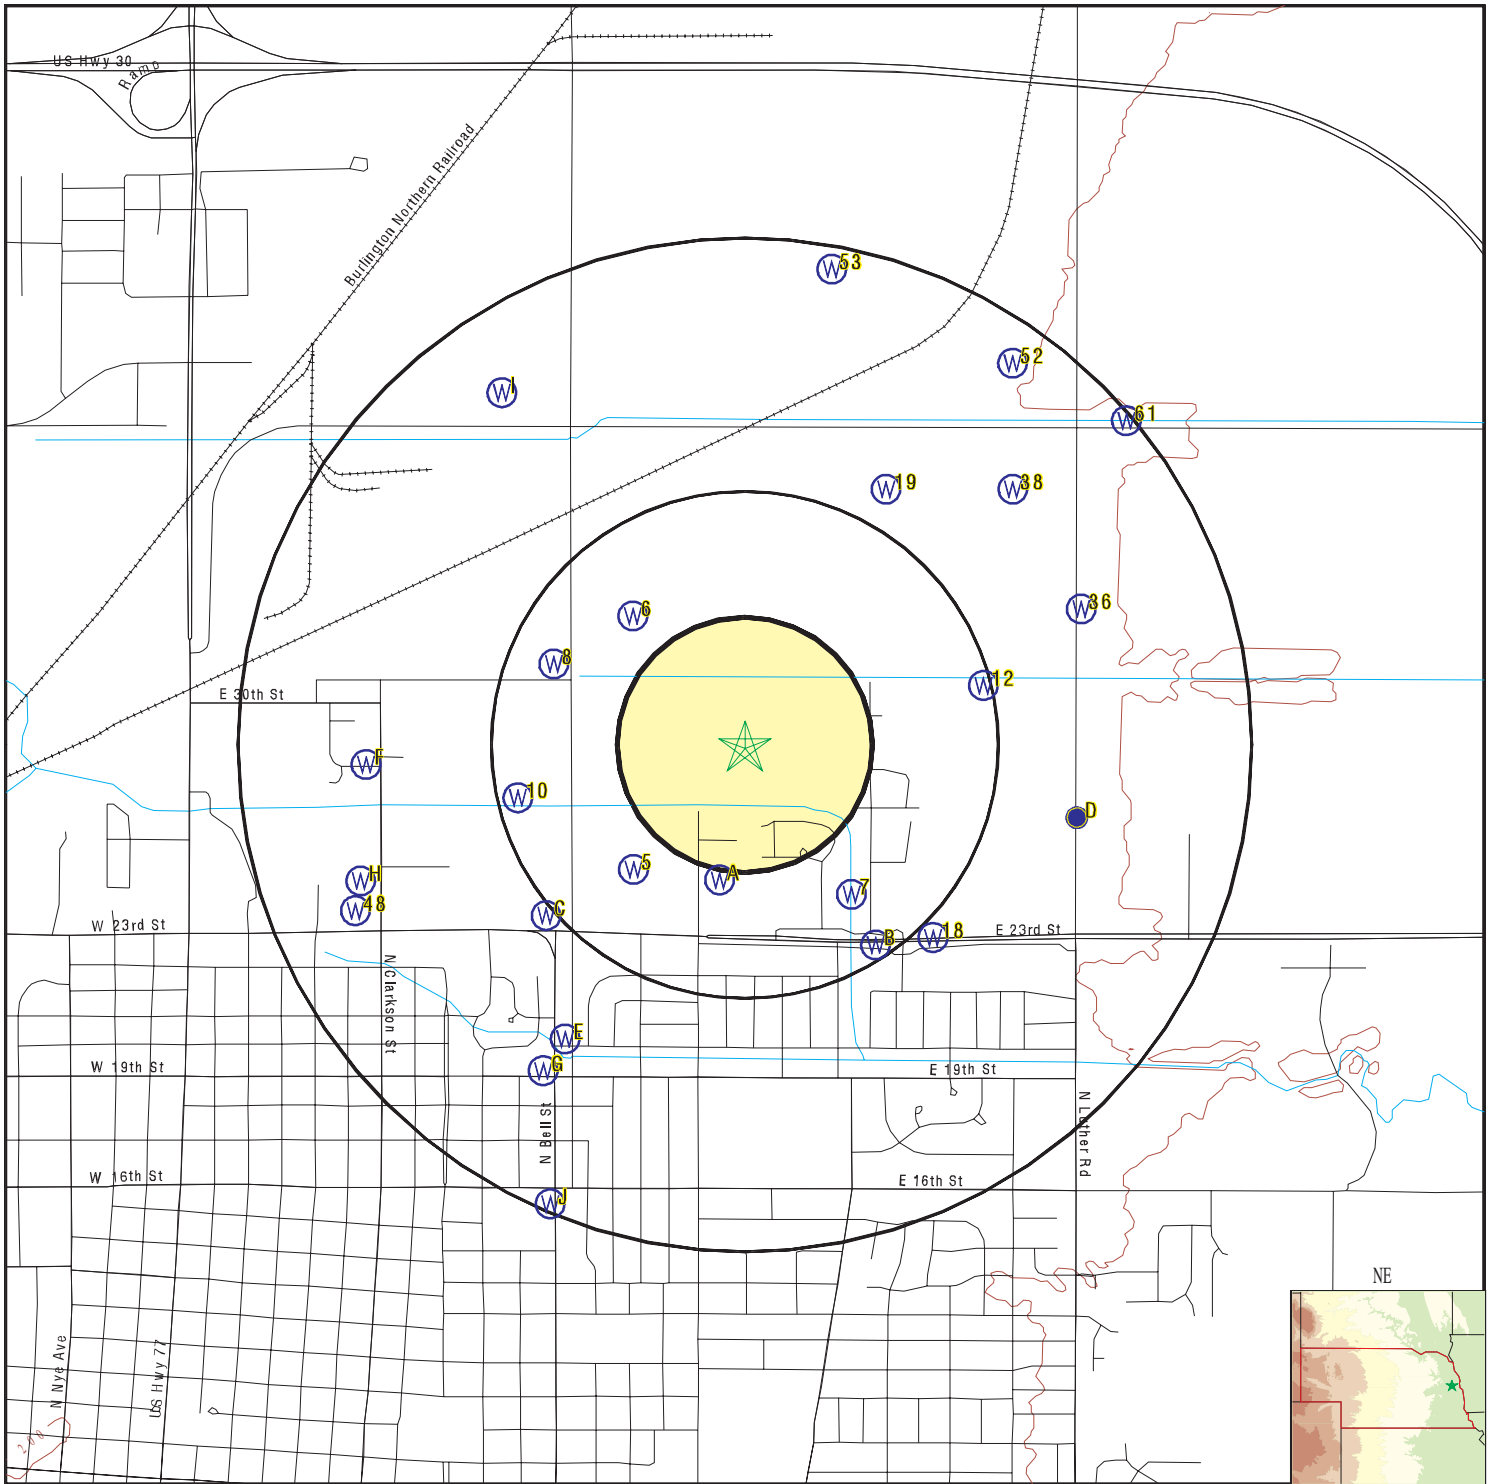 US Hwy 30
Ramp
Burlington Northern Railroad
W 53
W 52
W I
W 61
W 19
W 38
W 6
W 36
W 8
W 12
E 30th St
W F
W 10
D
W 5
W A
W H
W 7
W 48
W C
W 23rd St
W B
W 18
E 23rd St
N Clarkson St
W E
W G
W 19th St
E 19th St
N Bell St
N Luther Rd
W 16th St
E 16th St
W J
NE
N Nye Ave
US Hwy 77
200